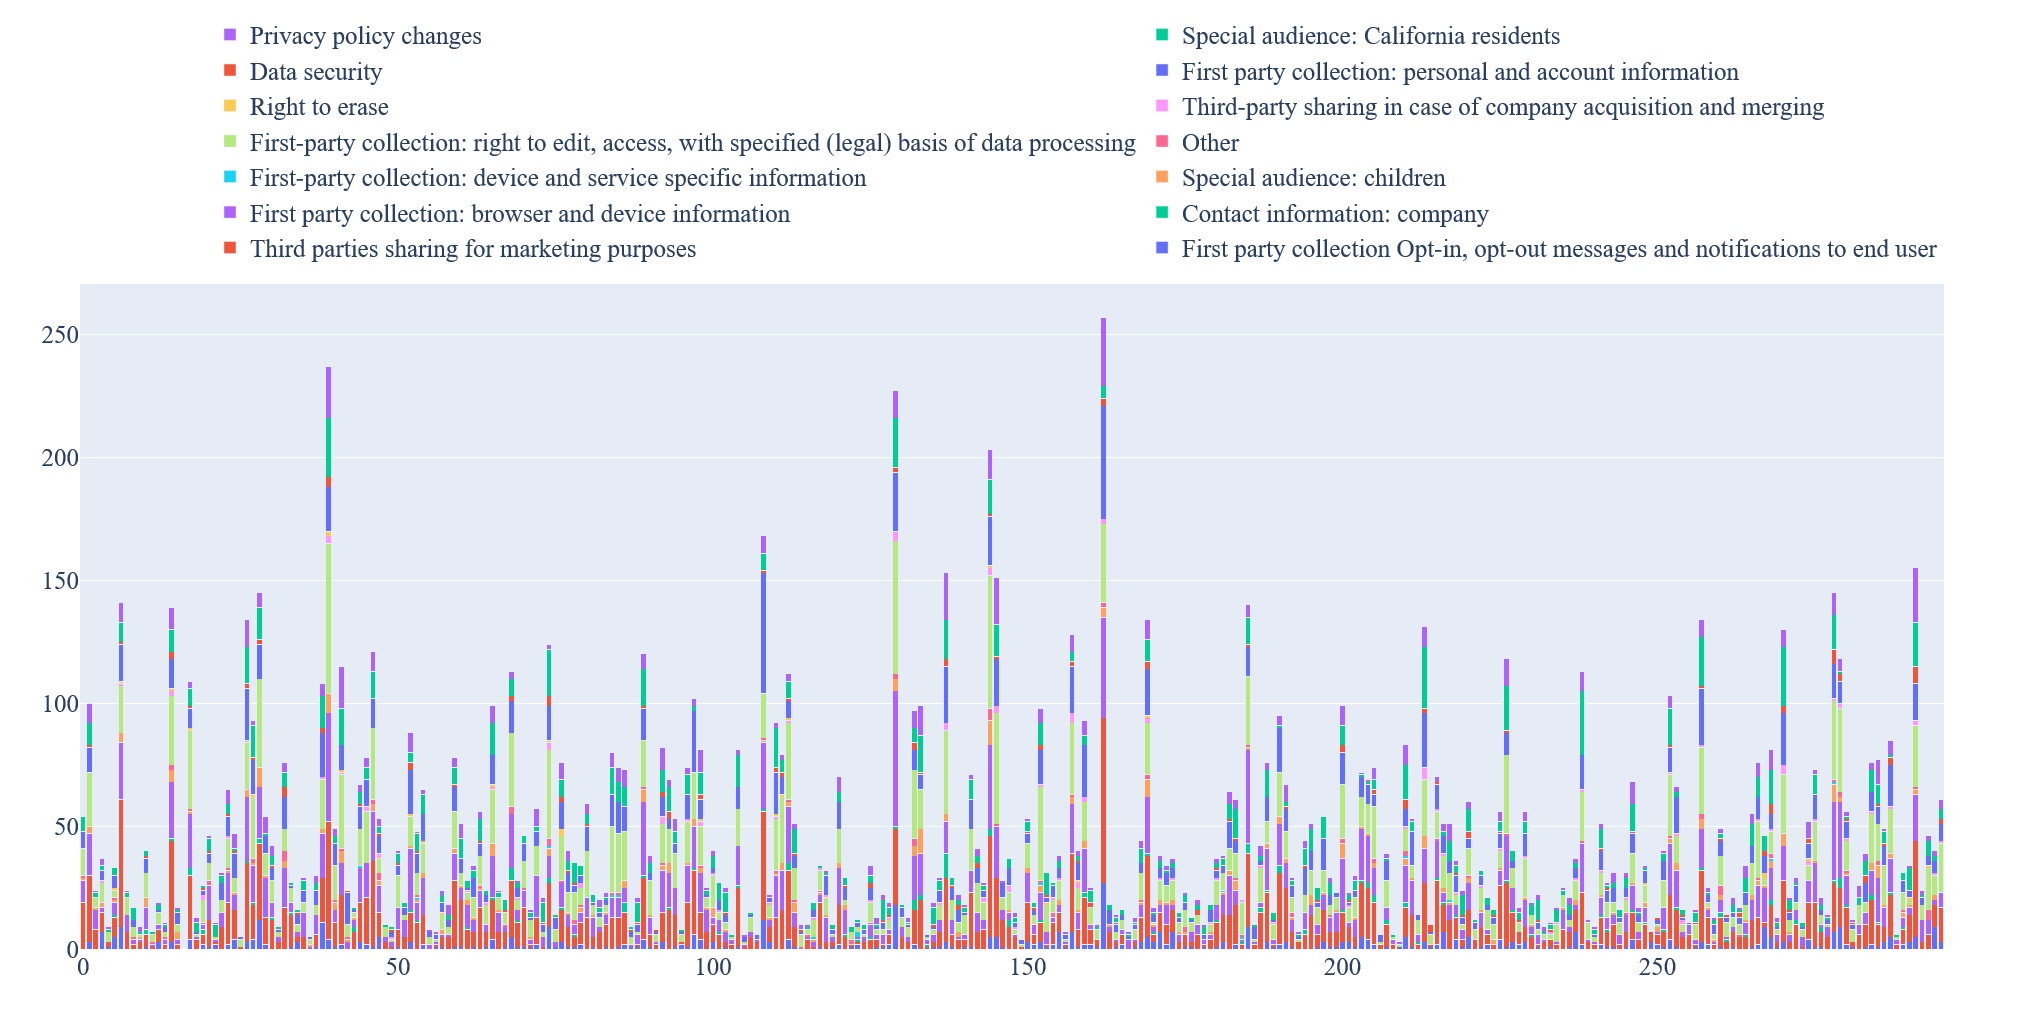 Privacy policy changes
Data security
Right to erase
First-party collection: right to edit, access, with specified (legal) basis of data processing
First-party collection: device and service specific information
First party collection: browser and device information
Third parties sharing for marketing purposes
Special audience: California residents
First party collection: personal and account information
Third-party sharing in case of company acquisition and merging
Other
Special audience: children
Contact information: company
First party collection Opt-in, opt-out messages and notifications to end user
250
200
150
100
50
0
0 50 100 150 200 250